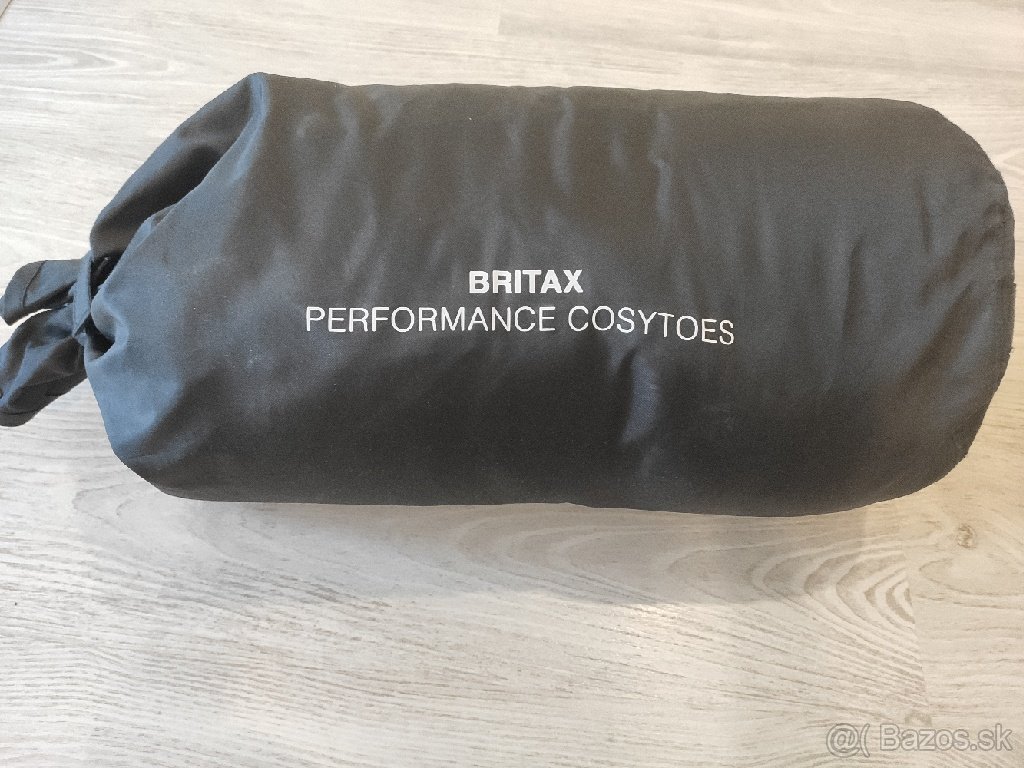 BRITAX
PERFORMANCE COSYTOES
@( Bazos.sk